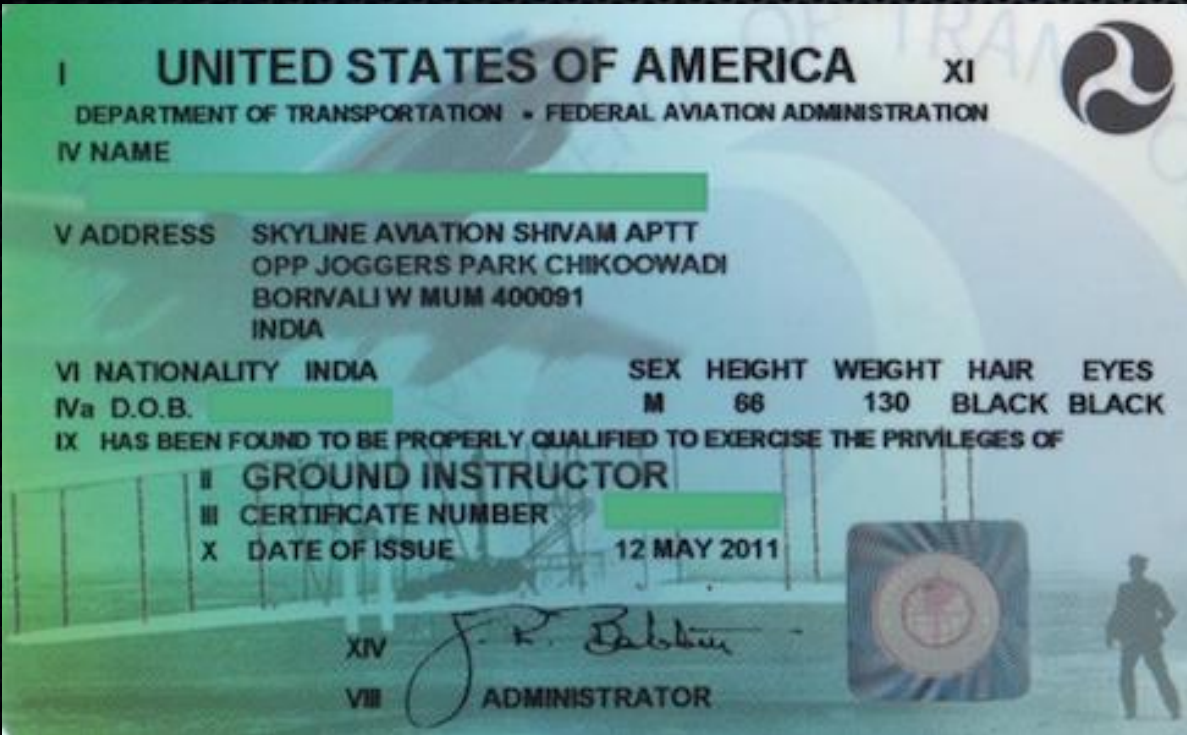 I UNITED STATES OF AMERICA XI
DEPARTMENT OF TRANSPORTATION • FEDERAL AVIATION ADMINISTRATION
IV NAME
V ADDRESS SKYLINE AVIATION SHIVAM APTT
OPP JOGGERS PARK CHIKOOWADI
BORIVALI W MUM 400091
INDIA
VI NATIONALITY INDIA SEX HEIGHT WEIGHT HAIR EYES
IVa D.O.B. M 66 130 BLACK BLACK
IX HAS BEEN FOUND TO BE PROPERLY QUALIFIED TO EXERCISE THE PRIVILEGES OF
II GROUND INSTRUCTOR
III CERTIFICATE NUMBER
X DATE OF ISSUE 12 MAY 2011
XIV
VIII ADMINISTRATOR